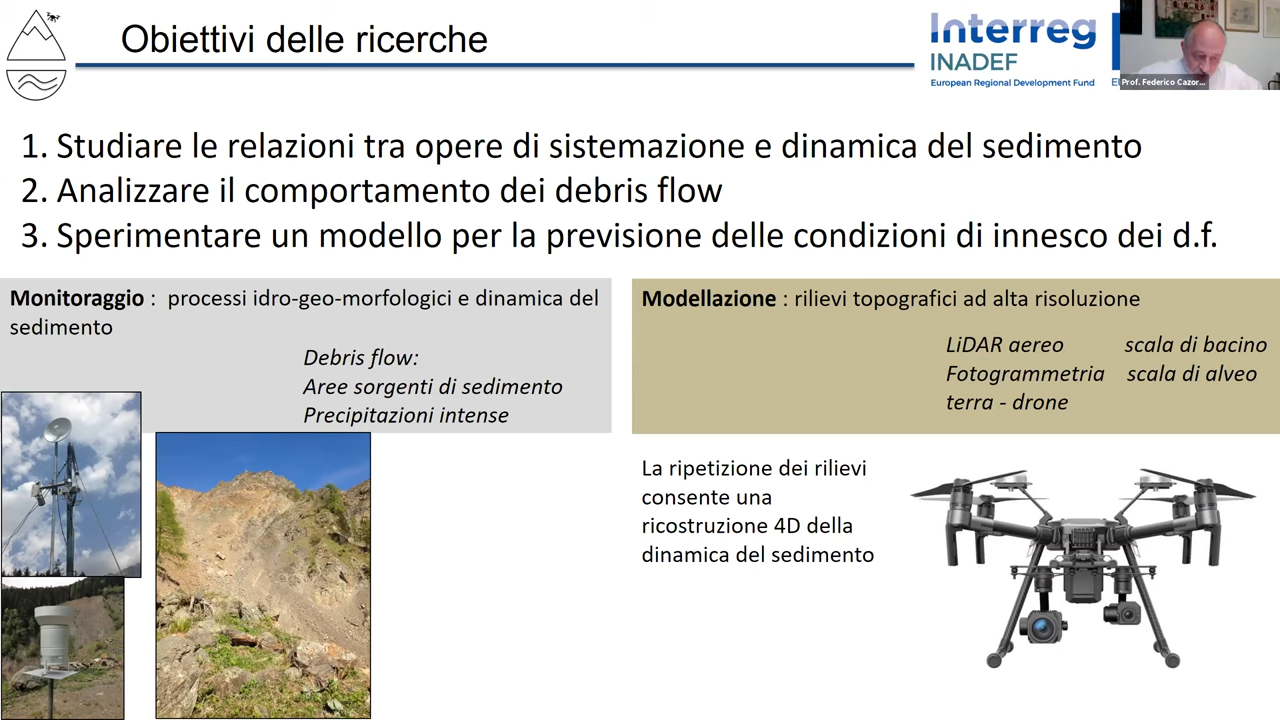 Obiettivi delle ricerche
Interreg
INADEF
European Regional Development Fund
Prof. Federico Cazor...
1. Studiare le relazioni tra opere di sistemazione e dinamica del sedimento
2. Analizzare il comportamento dei debris flow
3. Sperimentare un modello per la previsione delle condizioni di innesco dei d.f.
Monitoraggio : processi idro-geo-morfologici e dinamica del
sedimento
Debris flow:
Aree sorgenti di sedimento
Precipitazioni intense
Modellazione : rilievi topografici ad alta risoluzione
LiDAR aereo scala di bacino
Fotogrammetria scala di alveo
terra - drone
La ripetizione dei rilievi
consente una
ricostruzione 4D della
dinamica del sedimento